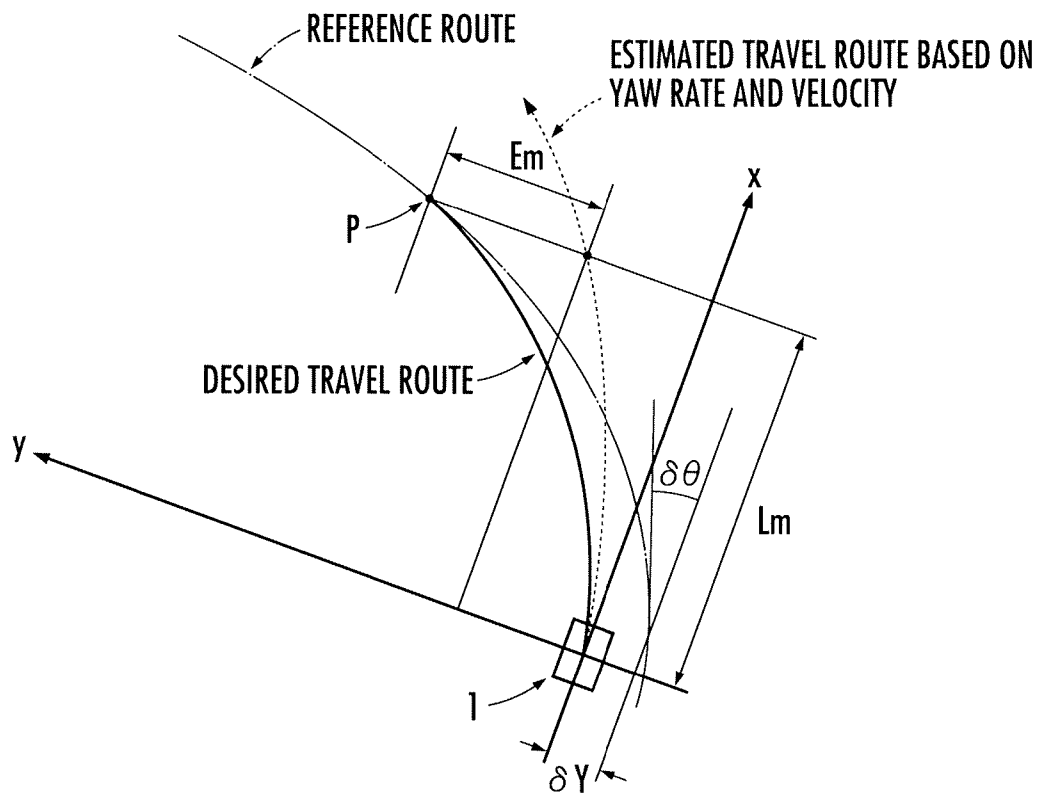 REFERENCE ROUTE
ESTIMATED TRAVEL ROUTE BASED ON
YAW RATE AND VELOCITY
Em
x
P
DESIRED TRAVEL ROUTE
y
δθ
Lm
1
δY